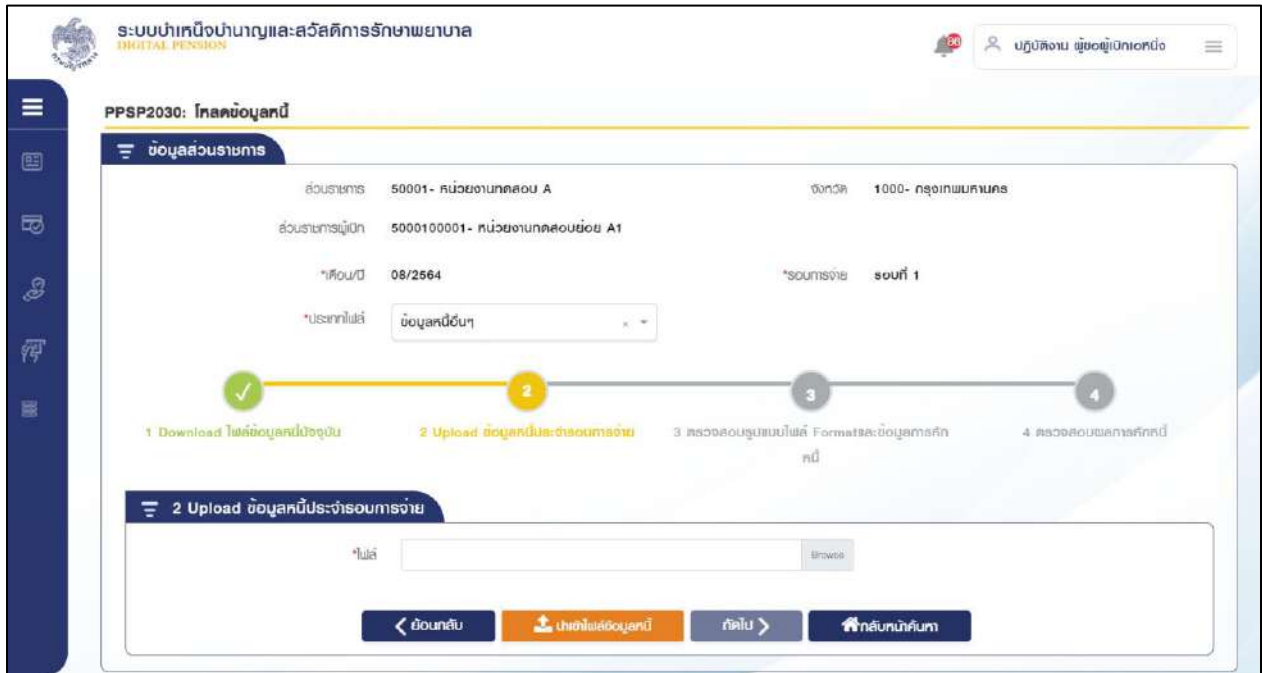 ระบบบำเหน็จบำนาญและสวัสดิการรักษาพยาบาล
DIGITAL PENSION
86
ปฏิบัติงาน ผู้ขอผู้เบิกเอกหนึ่ง
กรมบัญชีกลาง
PPSP2030: โหลดข้อมูลหนี้
ข้อมูลส่วนราชการ
ส่วนราชการ 50001- หน่วยงานทดสอบ A จังหวัด 1000- กรุงเทพมหานคร
ส่วนราชการผู้เบิก 5000100001- หน่วยงานทดสอบย่อย A1
*เดือน/ปี 08/2564 *รอบการจ่าย รอบที่ 1
*ประเภทไฟล์ ข้อมูลหนี้อื่นๆ × 
2 3 4
1 Download ไฟล์ข้อมูลหนี้ปัจจุบัน 2 Upload ข้อมูลหนี้ประจำรอบการจ่าย 3 ตรวจสอบรูปแบบไฟล์ Formatและข้อมูลการหัก 4 ตรวจสอบผลการหักหนี้
หนี้
2 Upload ข้อมูลหนี้ประจำรอบการจ่าย
*ไฟล์ Browse
ย้อนกลับ นำเข้าไฟล์ข้อมูลหนี้ ถัดไป กลับหน้าค้นหา